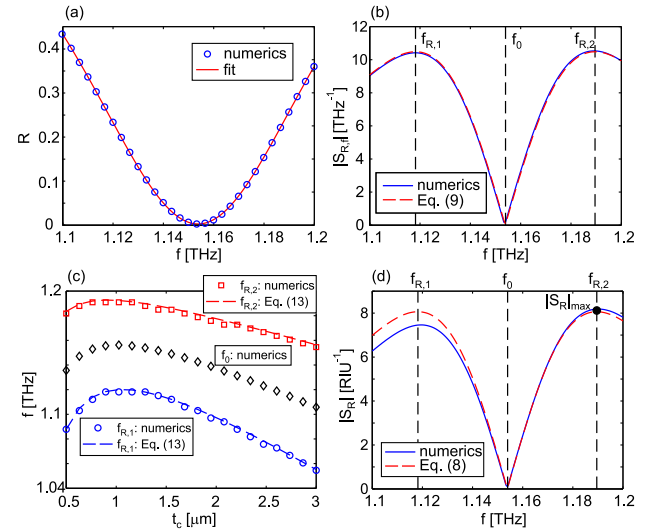 (a)
0.4
0.3
0.2
0.1
0
R
numerics
fit
1.1
1.12
1.14
1.16
1.18
1.2
f [THz]
(b)
f_{R,1}
f_0
f_{R,2}
10
8
6
4
2
0
|S_{R,f}| [THz^{-1}]
numerics
Eq. (9)
1.1
1.12
1.14
1.16
1.18
1.2
f [THz]
(c)
1.2
1.1
1.04
f [THz]
f_{R,2}: numerics
f_{R,2}: Eq. (13)
f_0: numerics
f_{R,1}: numerics
f_{R,1}: Eq. (13)
0.5
1
1.5
2
2.5
3
t_c [μm]
(d)
f_{R,1}
f_0
f_{R,2}
|S_R|_{max}
8
6
4
2
0
|S_R| [RIU^{-1}]
numerics
Eq. (8)
1.1
1.12
1.14
1.16
1.18
1.2
f [THz]